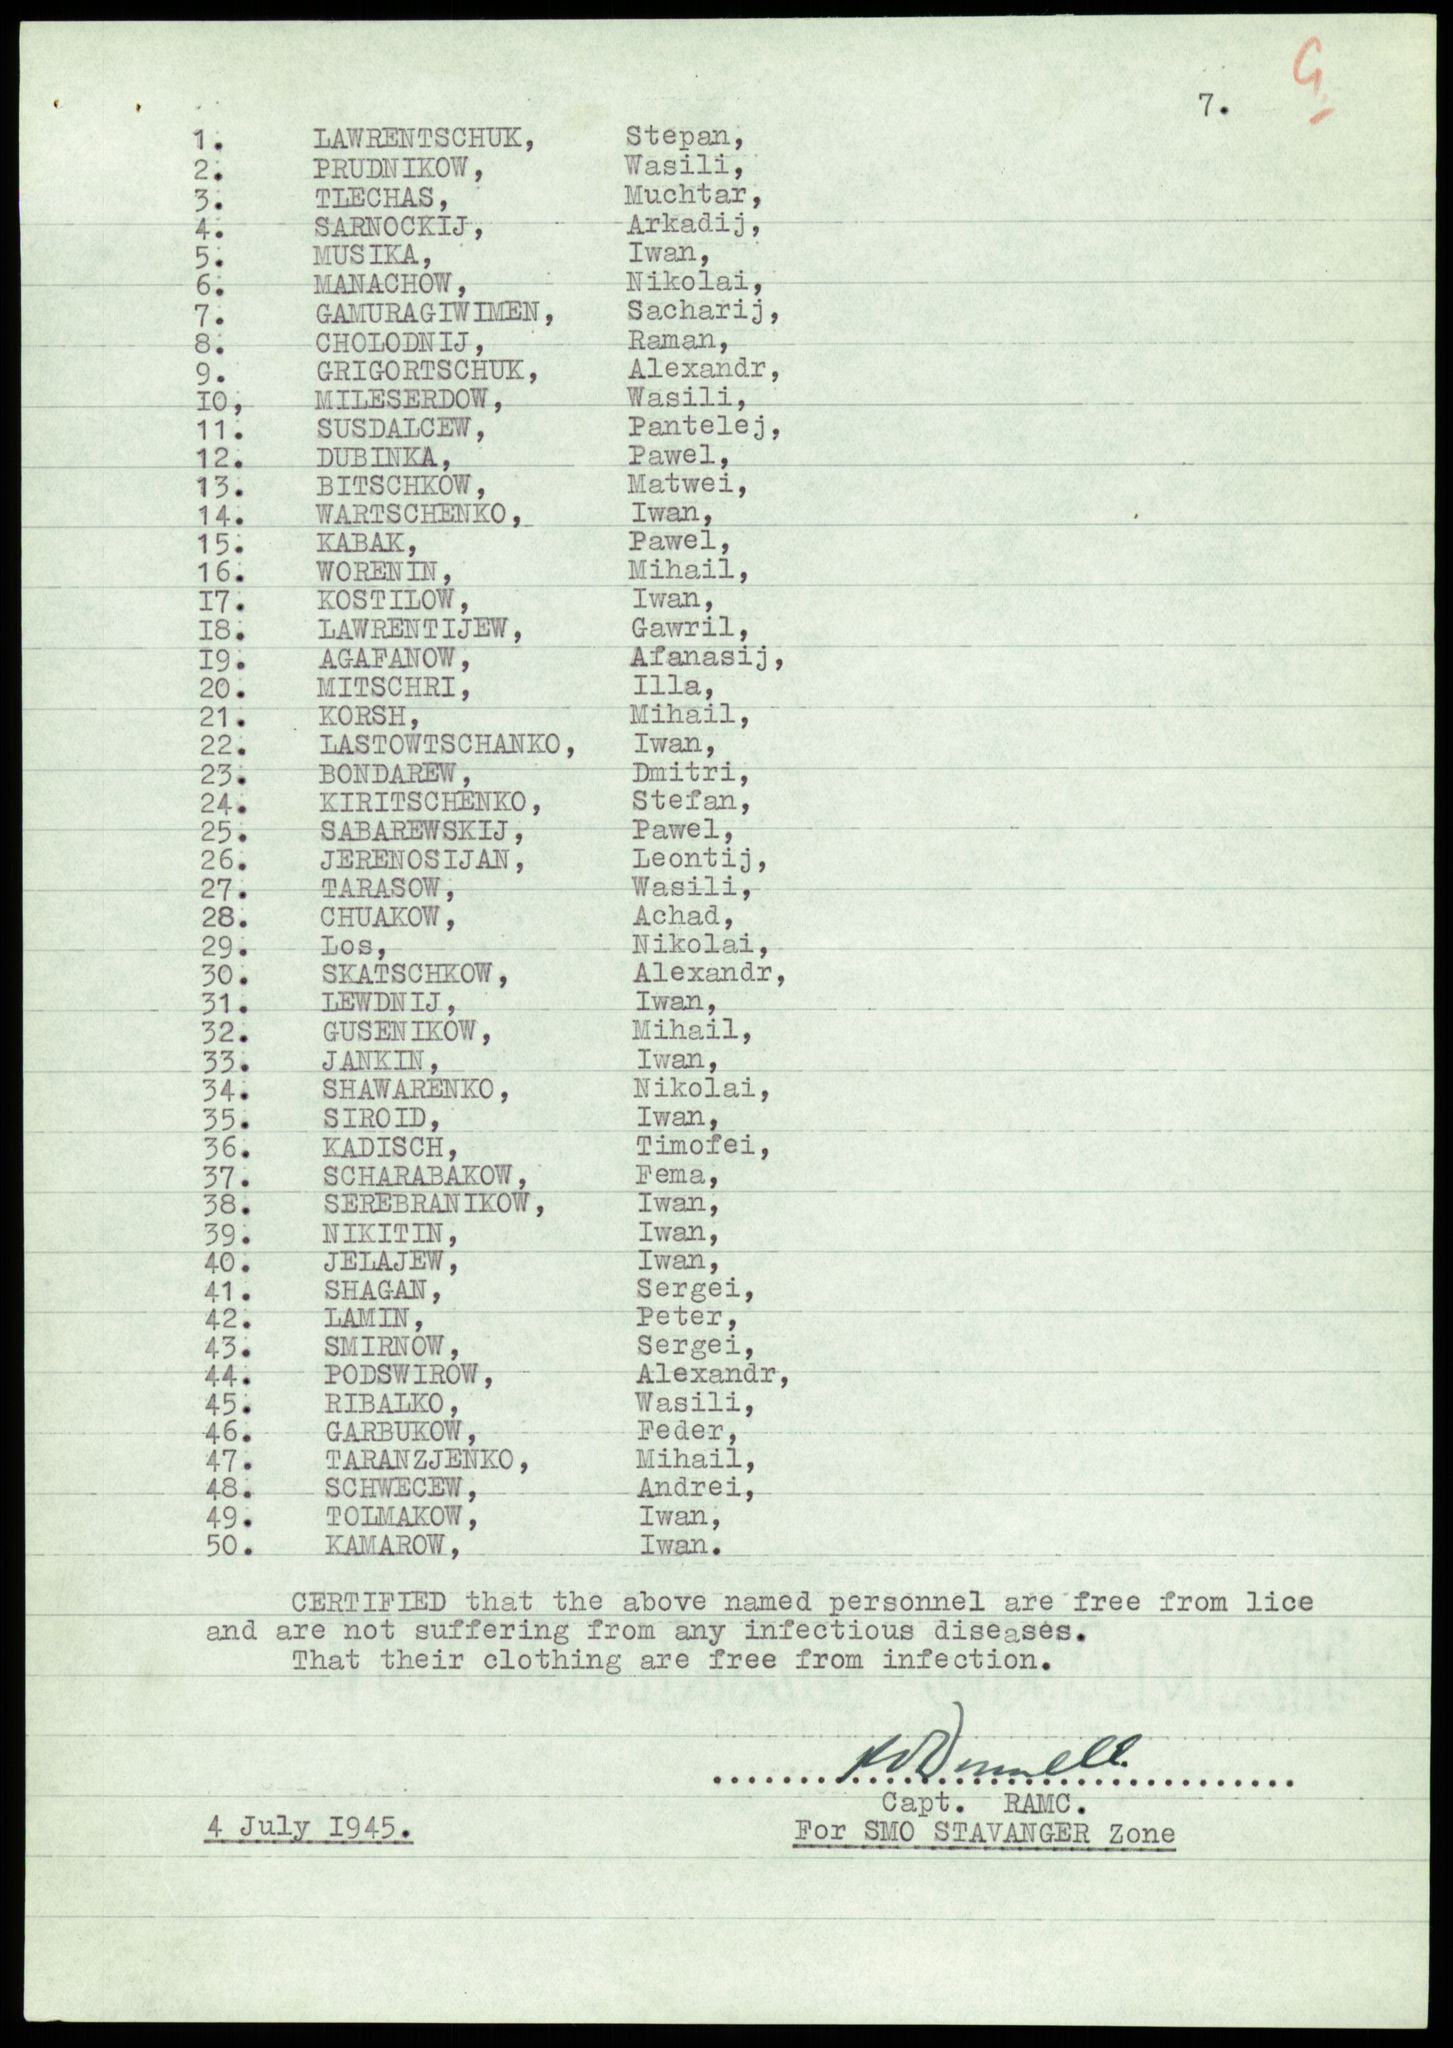 G
7.
1. LAWRENTSCHUK, Stepan,
2. PRUDNIKOW, Wasili,
3. TLECHAS, Muchtar,
4. SARNOCKIJ, Arkadij,
5. MUSIKA, Iwan,
6. MANACHOW, Nikolai,
7. GAMURAGIWIMEN, Sacharij,
8. CHOLODNIJ, Raman,
9. GRIGORTSCHUK, Alexandr,
I0, MILESERDOW, Wasili,
11. SUSDALCEW, Pantelej,
12. DUBINKA, Pawel,
13. BITSCHKOW, Matwei,
14. WARTSCHENKO, Iwan,
15. KABAK, Pawel,
16. WORENIN, Mihail,
I7. KOSTILOW, Iwan,
I8. LAWRENTIJEW, Gawril,
I9. AGAFANOW, Afanasij,
20. MITSCHRI, Illa,
21. KORSH, Mihail,
22. LASTOWTSCHANKO, Iwan,
23. BONDAREW, Dmitri,
24. KIRITSCHENKO, Stefan,
25. SABAREWSKIJ, Pawel,
26. JERENOSIJAN, Leontij,
27. TARASOW, Wasili,
28. CHUAKOW, Achad,
29. Los, Nikolai,
30. SKATSCHKOW, Alexandr,
31. LEWDNIJ, Iwan,
32. GUSENIKOW, Mihail,
33. JANKIN, Iwan,
34. SHAWARENKO, Nikolai,
35. SIROID, Iwan,
36. KADISCH, Timofei,
37. SCHARABAKOW, Fema,
38. SEREBRANIKOW, Iwan,
39. NIKITIN, Iwan,
40. JELAJEW, Iwan,
41. SHAGAN, Sergei,
42. LAMIN, Peter,
43. SMIRNOW, Sergei,
44. PODSWIROW, Alexandr,
45. RIBALKO, Wasili,
46. GARBUKOW, Feder,
47. TARANZJENKO, Mihail,
48. SCHWECEW, Andrei,
49. TOLMAKOW, Iwan,
50. KAMAROW, Iwan.
CERTIFIED that the above named personnel are free from lice
and are not suffering from any infectious diseases.
That their clothing are free from infection.
Capt. RAMC.
4 July I945.
For SMO STAVANGER Zone